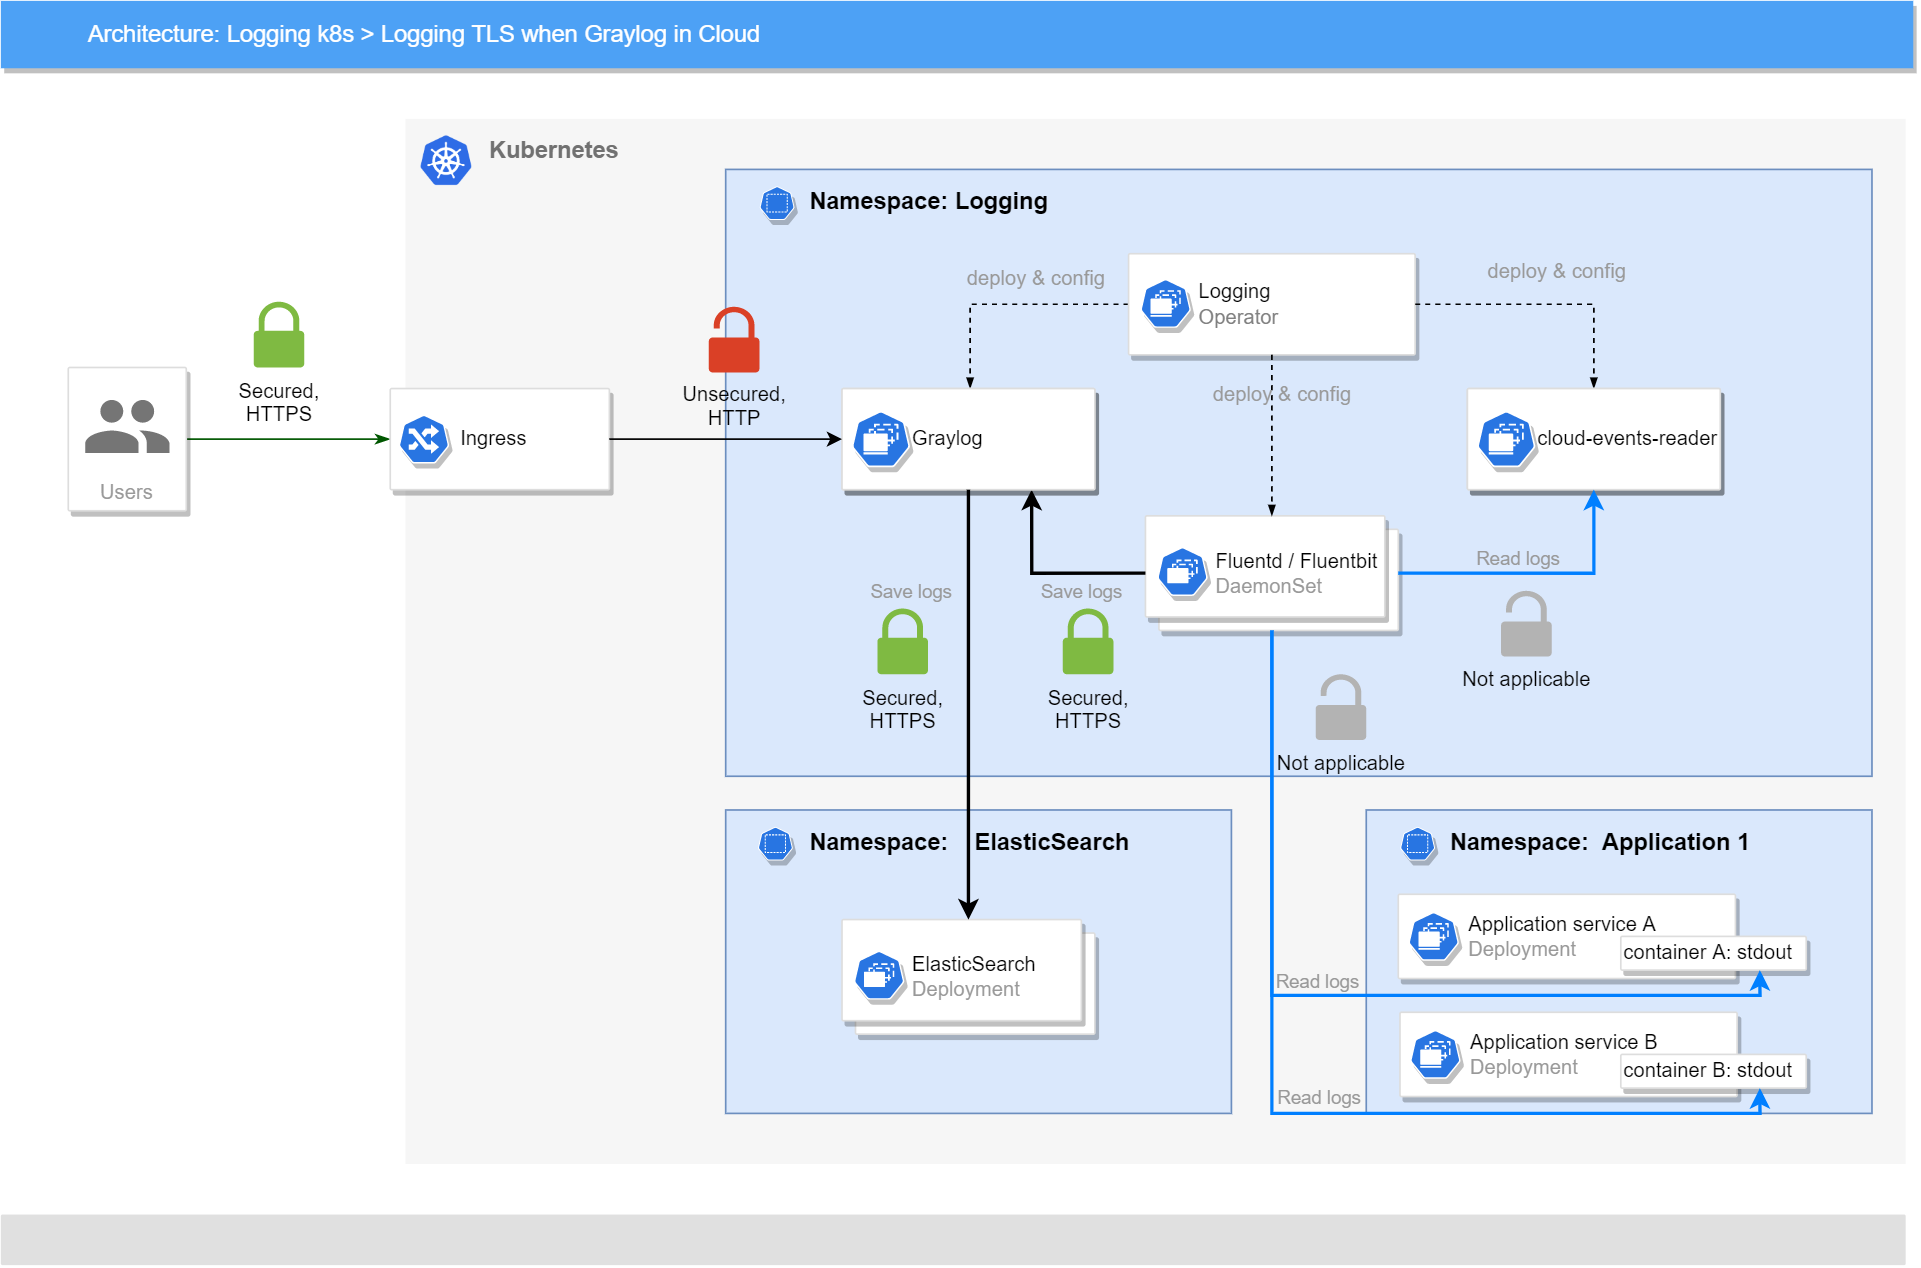 Architecture: Logging k8s > Logging TLS when Graylog in Cloud
Kubernetes
Namespace: Logging
deploy & config
Logging
Operator
deploy & config
Secured,
HTTPS
Unsecured,
HTTP
deploy & config
Users
Ingress
Graylog
cloud-events-reader
Fluentd / Fluentbit
DaemonSet
Read logs
Save logs
Save logs
Secured,
HTTPS
Secured,
HTTPS
Not applicable
Not applicable
Namespace: ElasticSearch
ElasticSearch
Deployment
Namespace: Application 1
Application service A
Deployment
container A: stdout
Read logs
Application service B
Deployment
container B: stdout
Read logs